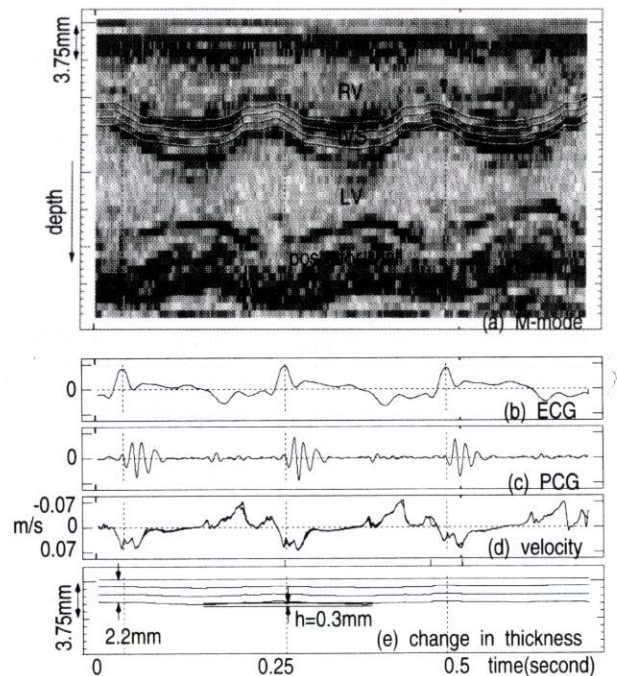 3.75mm
RV
IVS
depth
LV
(a) M-mode
0
(b) ECG
0
(c) PCG
-0.07
m/s
0
0.07
(d) velocity
3.75mm
2.2mm
h=0.3mm
(e) change in thickness
0
0.25
0.5
time(second)